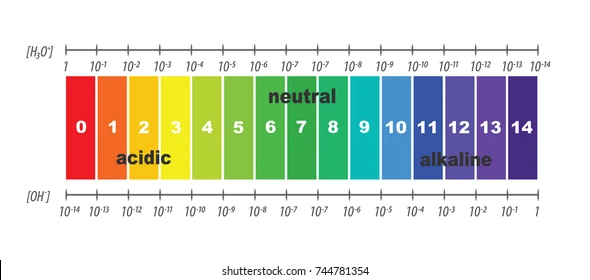 [H₃O⁺]
1 10⁻¹ 10⁻² 10⁻³ 10⁻⁴ 10⁻⁵ 10⁻⁶ 10⁻⁷ 10⁻⁷ 10⁻⁸ 10⁻⁹ 10⁻¹⁰ 10⁻¹¹ 10⁻¹² 10⁻¹³ 10⁻¹⁴
neutral
0 1 2 3 4 5 6 7 8 9 10 11 12 13 14
acidic alkaline
[OH⁻]
10⁻¹⁴ 10⁻¹³ 10⁻¹² 10⁻¹¹ 10⁻¹⁰ 10⁻⁹ 10⁻⁸ 10⁻⁷ 10⁻⁷ 10⁻⁶ 10⁻⁵ 10⁻⁴ 10⁻³ 10⁻² 10⁻¹ 1
shutterstock.com · 744781354